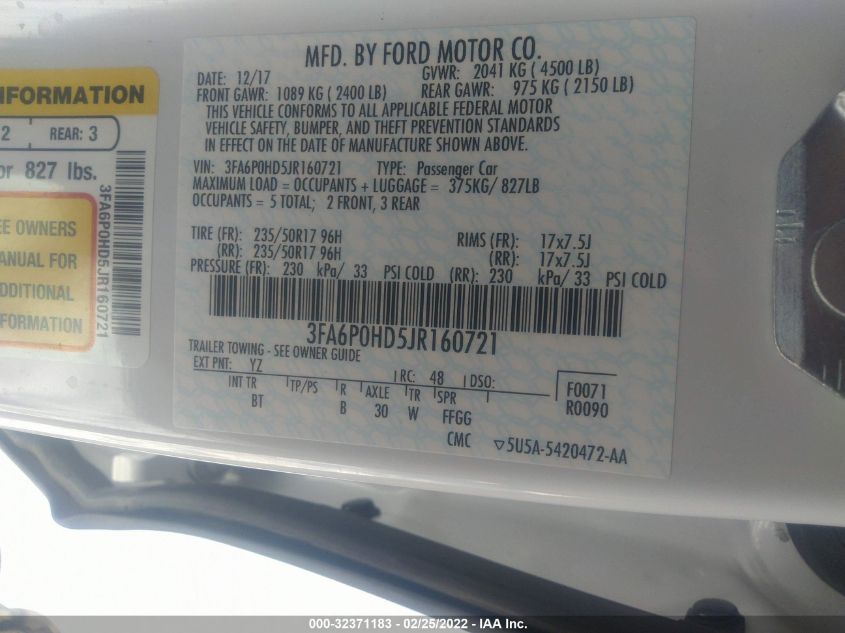 MFD. BY FORD MOTOR CO.
DATE: 12/17 GVWR: 2041 KG ( 4500 LB)
FRONT GAWR: 1089 KG ( 2400 LB) REAR GAWR: 975 KG ( 2150 LB)
THIS VEHICLE CONFORMS TO ALL APPLICABLE FEDERAL MOTOR
VEHICLE SAFETY, BUMPER, AND THEFT PREVENTION STANDARDS
IN EFFECT ON THE DATE OF MANUFACTURE SHOWN ABOVE.
VIN: 3FA6P0HD5JR160721 TYPE: Passenger Car
MAXIMUM LOAD = OCCUPANTS + LUGGAGE = 375KG/ 827LB
OCCUPANTS = 5 TOTAL; 2 FRONT, 3 REAR
TIRE (FR): 235/50R17 96H RIMS (FR): 17x7.5J
(RR): 235/50R17 96H (RR): 17x7.5J
PRESSURE (FR): 230 kPa/ 33 PSI COLD (RR): 230 kPa/ 33 PSI COLD
3FA6P0HD5JR160721
TRAILER TOWING - SEE OWNER GUIDE
EXT PNT: YZ RC: 48 DSO:
INT TR TP/PS R AXLE TR SPR F0071
BT B 30 W FFGG R0090
CMC ▽5U5A-5420472-AA
INFORMATION
2 REAR: 3
or 827 lbs.
3FA6P0HD5JR160721
EE OWNERS
ANUAL FOR
DDITIONAL
FORMATION
000-32371183 - 02/25/2022 - Copyright © IAA, Inc.